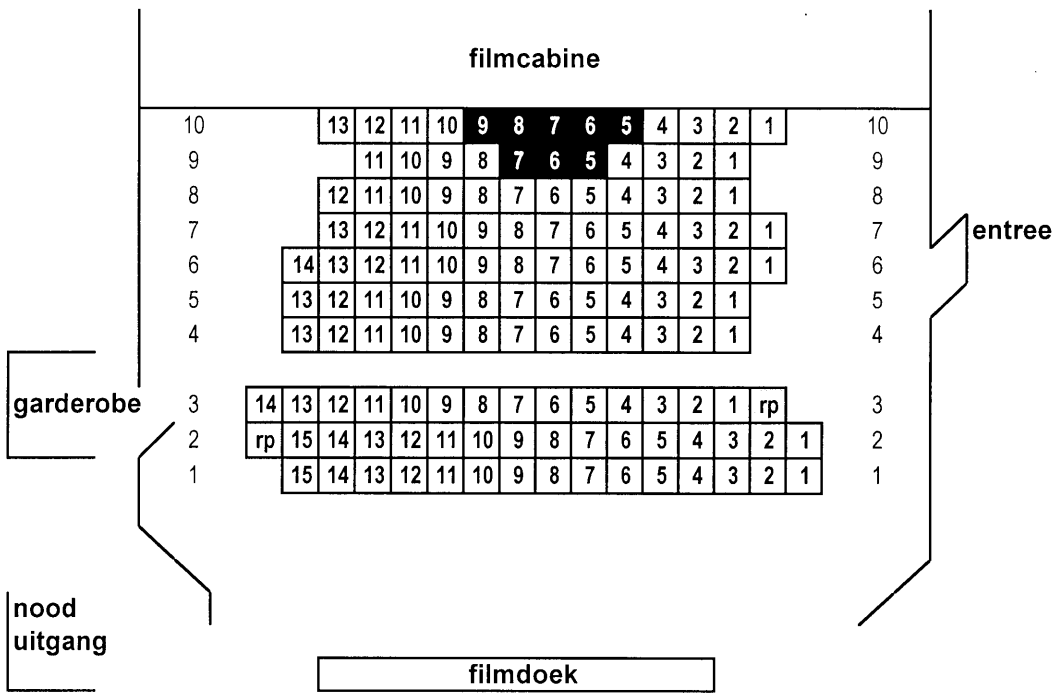 filmcabine
10 13 12 11 10 9 8 7 6 5 4 3 2 1 10
9 11 10 9 8 7 6 5 4 3 2 1 9
8 12 11 10 9 8 7 6 5 4 3 2 1 8
7 13 12 11 10 9 8 7 6 5 4 3 2 1 7
entree
6 14 13 12 11 10 9 8 7 6 5 4 3 2 1 6
5 13 12 11 10 9 8 7 6 5 4 3 2 1 5
4 13 12 11 10 9 8 7 6 5 4 3 2 1 4
garderobe
3 14 13 12 11 10 9 8 7 6 5 4 3 2 1 rp 3
2 rp 15 14 13 12 11 10 9 8 7 6 5 4 3 2 1 2
1 15 14 13 12 11 10 9 8 7 6 5 4 3 2 1 1
nood
uitgang
filmdoek